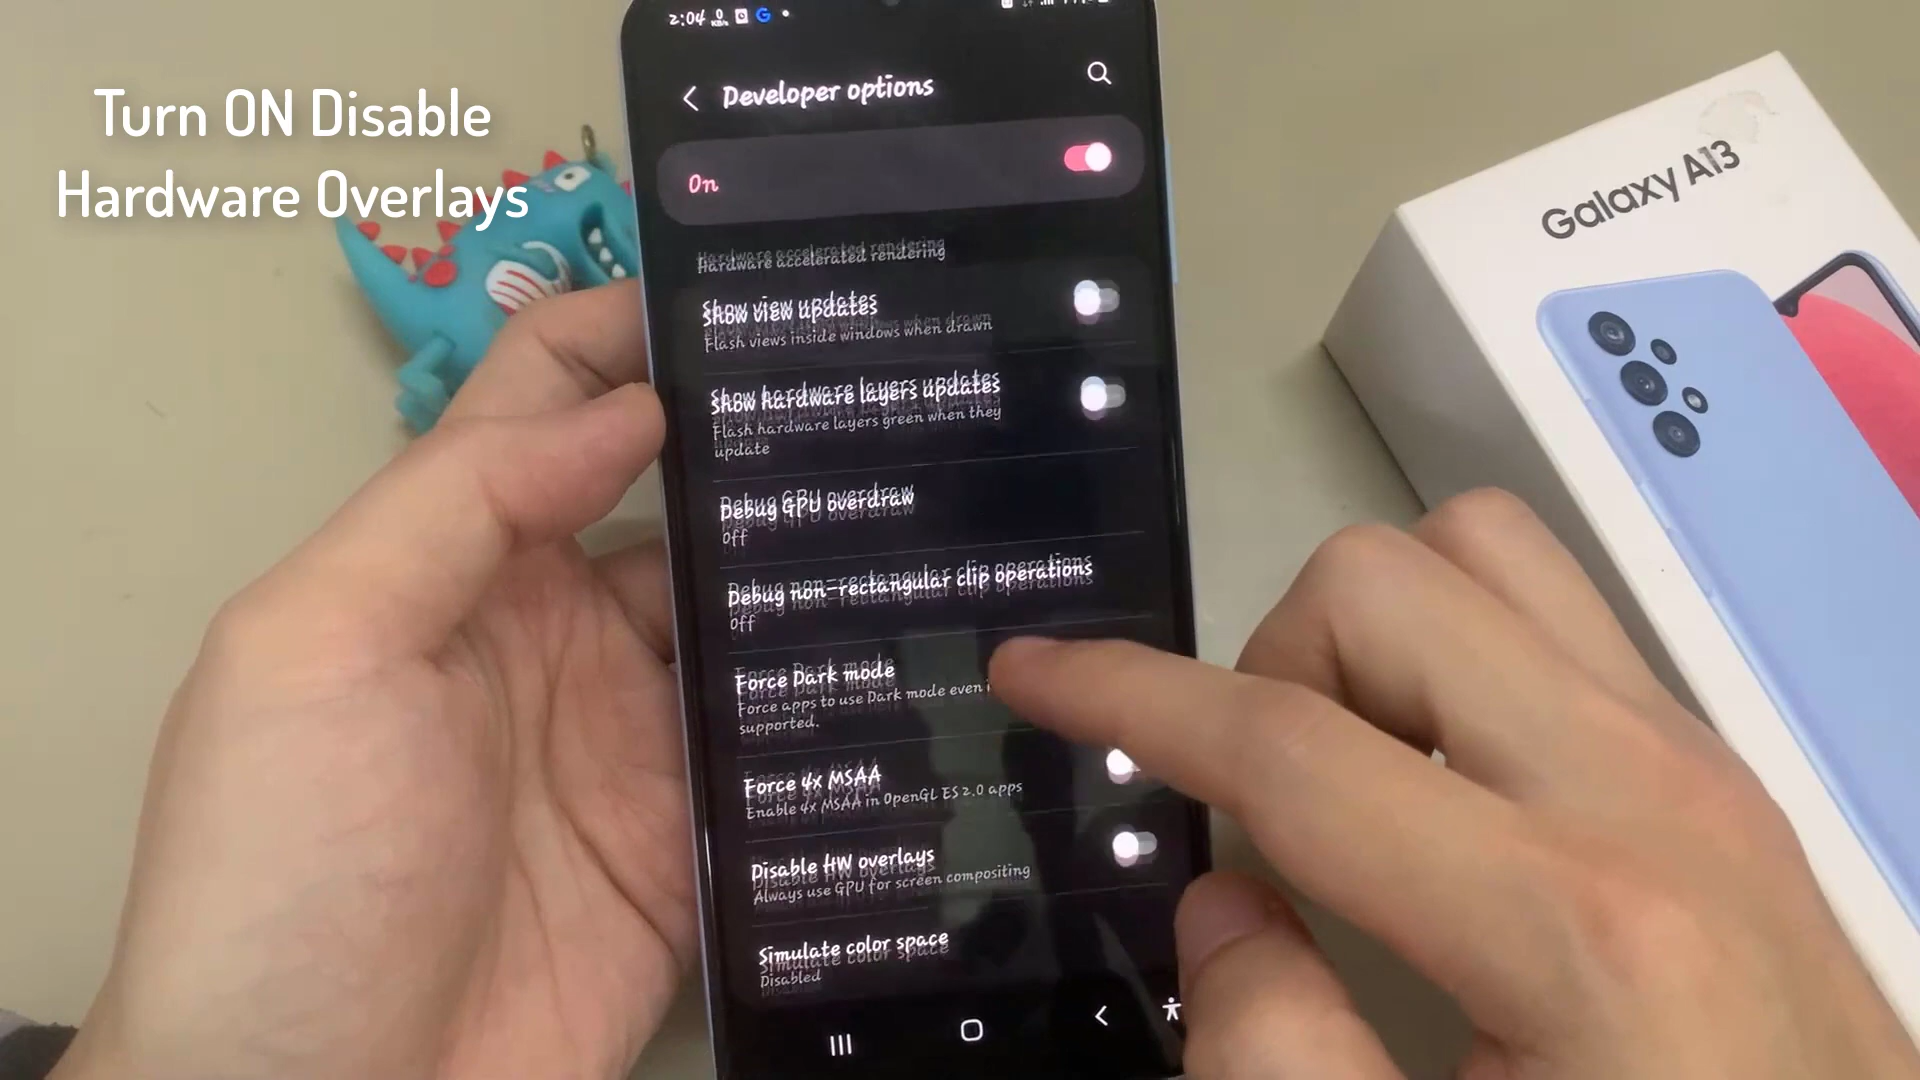 Turn ON Disable
Hardware Overlays
2:04
Developer options
On
Hardware accelerated rendering
Show view updates
Flash views inside windows when drawn
Show hardware layers updates
Flash hardware layers green when they
update
Debug GPU overdraw
Off
Debug non-rectangular clip operations
Off
Force Dark mode
Force apps to use Dark mode even
supported.
Force 4x MSAA
Enable 4x MSAA in OpenGL ES 2.0 apps
Disable HW overlays
Always use GPU for screen compositing
Simulate color space
Disabled
Galaxy A13